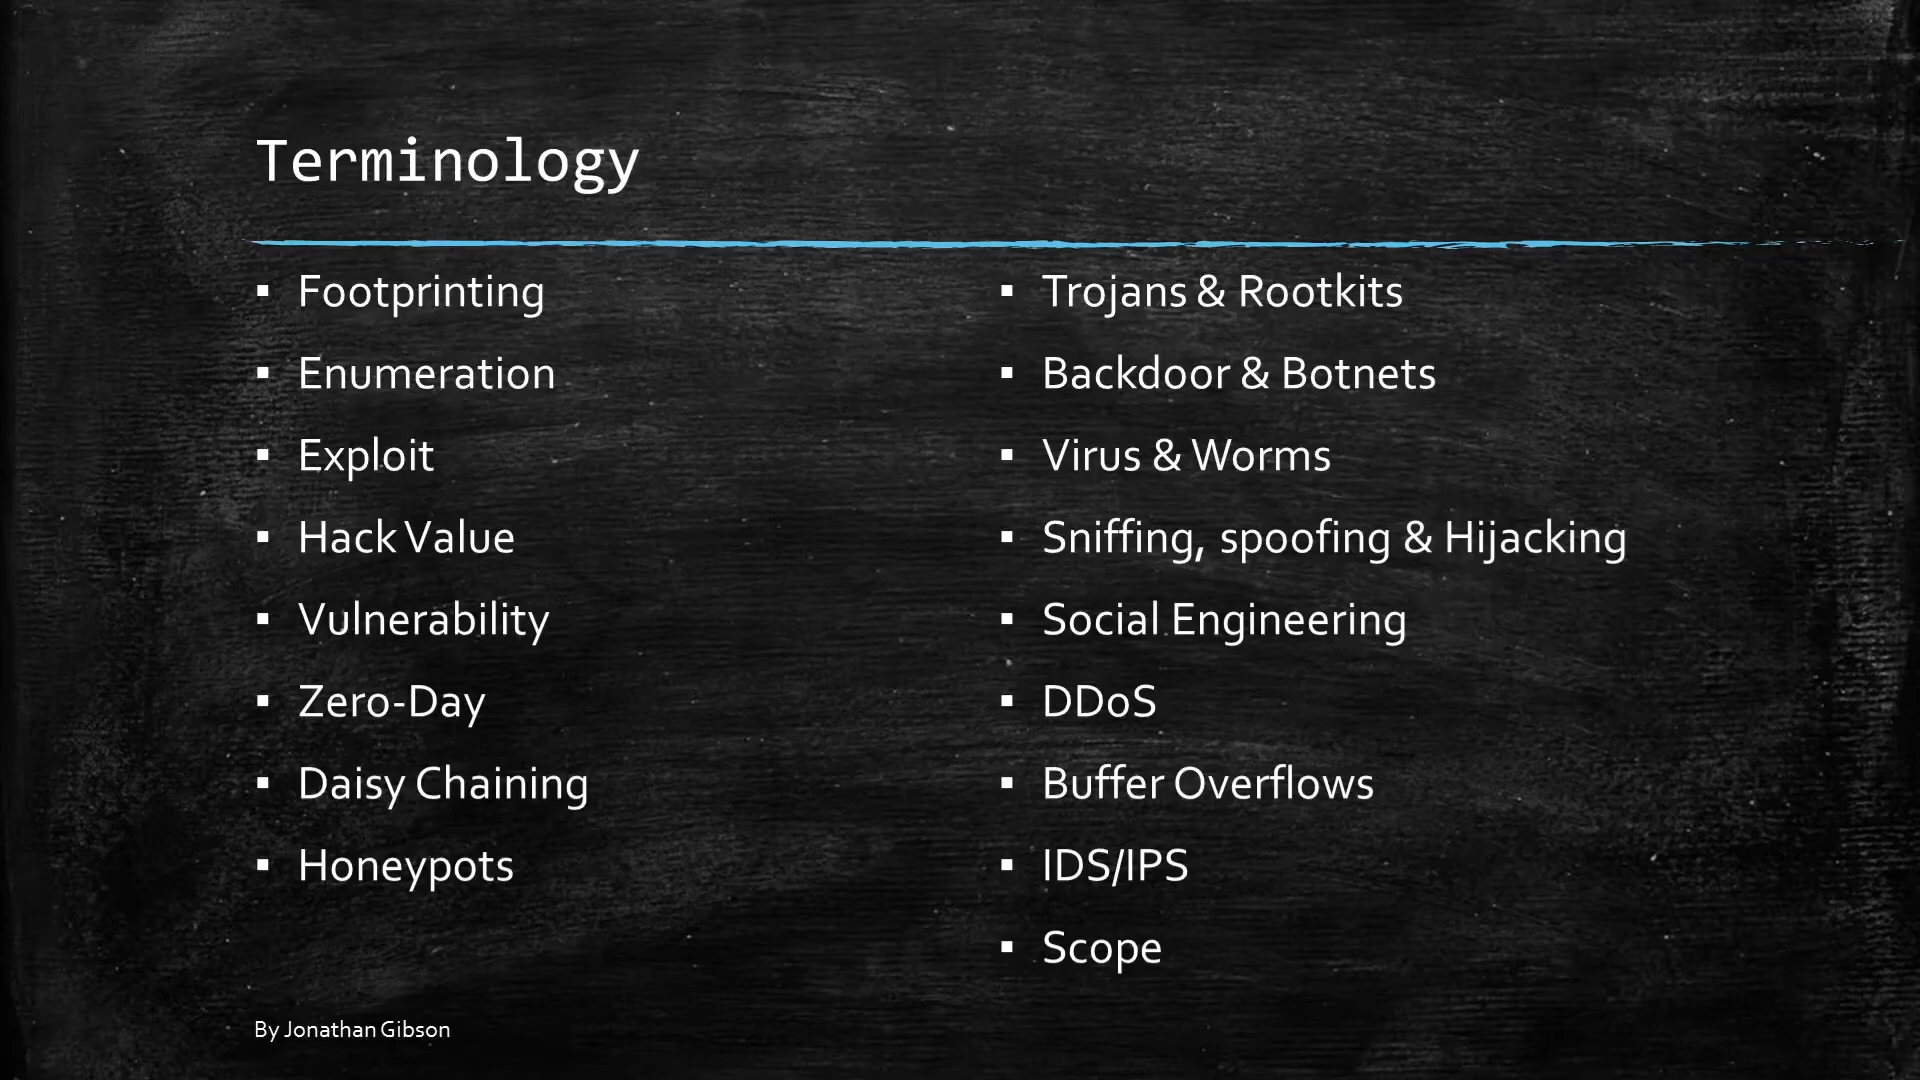 Terminology
Footprinting
Enumeration
Exploit
Hack Value
Vulnerability
Zero-Day
Daisy Chaining
Honeypots
Trojans & Rootkits
Backdoor & Botnets
Virus & Worms
Sniffing, spoofing & Hijacking
Social Engineering
DDoS
Buffer Overflows
IDS/IPS
Scope
By Jonathan Gibson